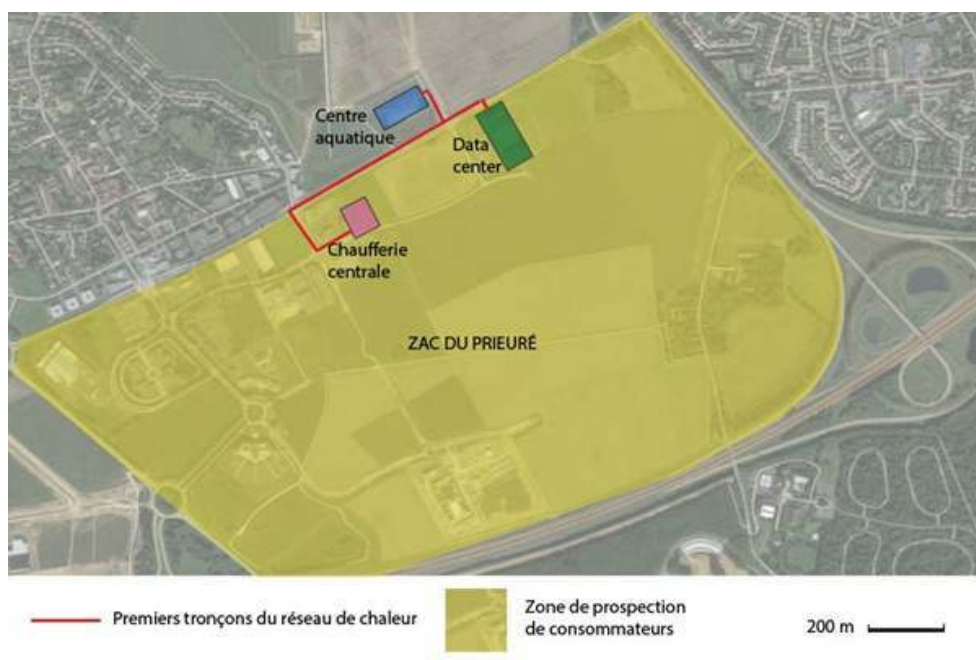 Centre
aquatique
Data
center
Chaufferie
centrale
ZAC DU PRIEURÉ
Premiers tronçons du réseau de chaleur
Zone de prospection
de consommateurs
200 m